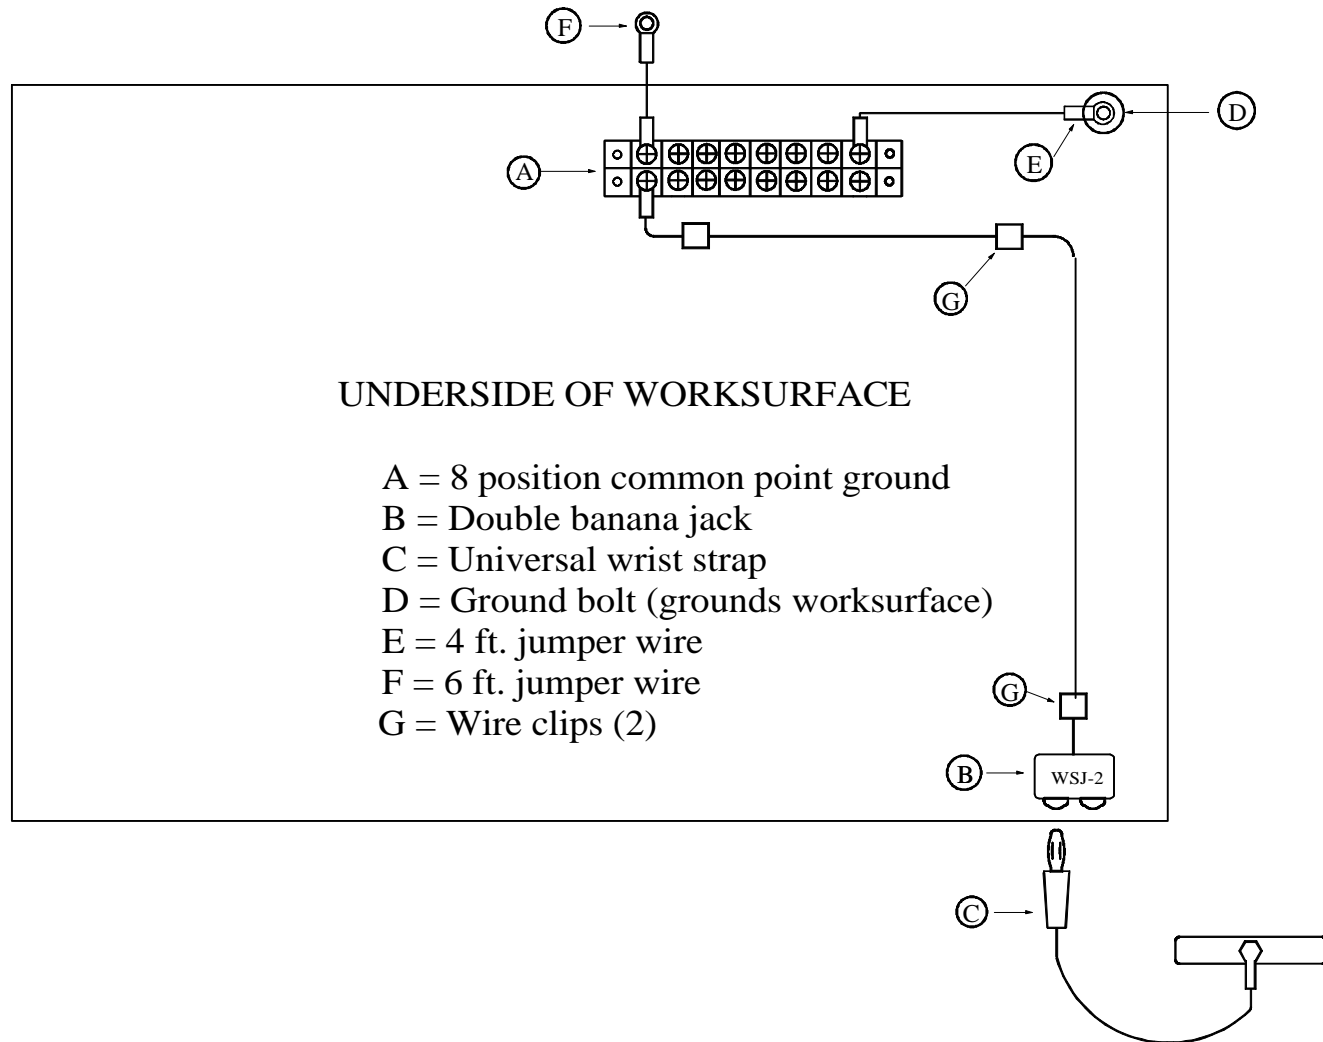 F
D
E
A
G
UNDERSIDE OF WORKSURFACE
A = 8 position common point ground
B = Double banana jack
C = Universal wrist strap
D = Ground bolt (grounds worksurface)
E = 4 ft. jumper wire
F = 6 ft. jumper wire
G = Wire clips (2)
G
B
WSJ-2
C